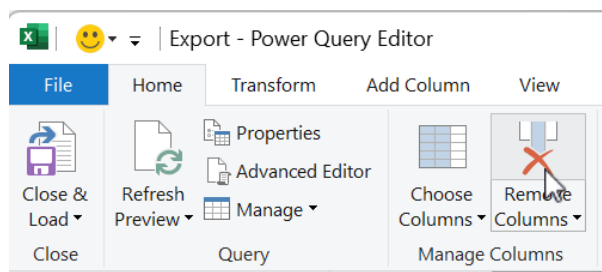 Export - Power Query Editor
File Home Transform Add Column View
Properties
Advanced Editor
Manage
Close &
Load
Refresh
Preview
Choose
Columns
Remove
Columns
Close Query Manage Columns